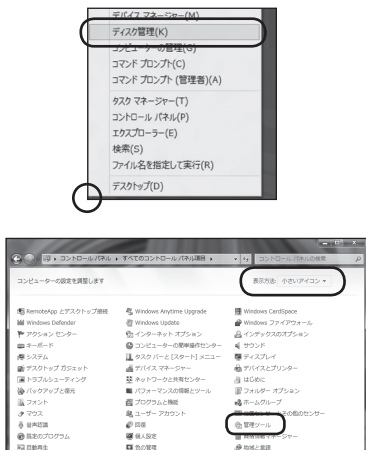 デバイス マネージャー(M)
ディスク管理(K)
コンピューターの管理(G)
コマンド プロンプト(C)
コマンド プロンプト (管理者)(A)
タスク マネージャー(T)
コントロール パネル(P)
エクスプローラー(E)
検索(S)
ファイル名を指定して実行(R)
デスクトップ(D)
コントロール パネル ▸ すべてのコントロール パネル項目 ▸ コントロール パネルの検索
コンピューターの設定を調整します 表示方法: 小さいアイコン ▾
RemoteApp とデスクトップ接続 Windows Anytime Upgrade Windows CardSpace
Windows Defender Windows Update Windows ファイアウォール
アクション センター インターネット オプション インデックスのオプション
キーボード コンピューターの簡単操作センター サウンド
システム タスク バーと [スタート] メニュー ディスプレイ
デスクトップ ガジェット デバイス マネージャー デバイスとプリンター
トラブルシューティング ネットワークと共有センター はじめに
バックアップと復元 パフォーマンスの情報とツール フォルダー オプション
フォント プログラムと機能 ホームグループ
マウス ユーザー アカウント その他のセンサー
音声認識 回復 管理ツール
既定のプログラム 個人設定 マネージャー
自動再生 色の管理 地域と言語